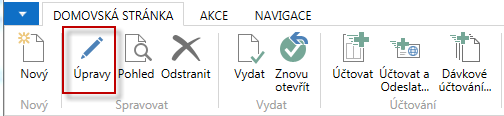 DOMOVSKÁ STRÁNKA AKCE NAVIGACE
Nový Úpravy Pohled Odstranit Vydat Znovu otevřít Účtovat Účtovat a Odeslat... Dávkové účtování...
Nový Spravovat Vydat Účtování